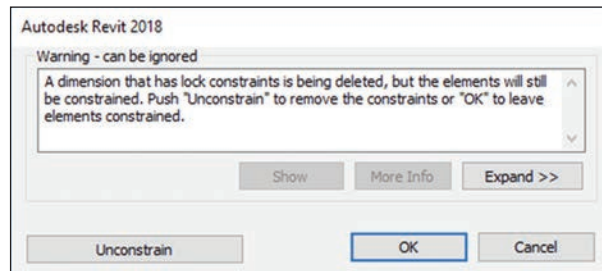 Autodesk Revit 2018
Warning - can be ignored
A dimension that has lock constraints is being deleted, but the elements will still
be constrained. Push "Unconstrain" to remove the constraints or "OK" to leave
elements constrained.
Show More Info Expand >>
Unconstrain OK Cancel